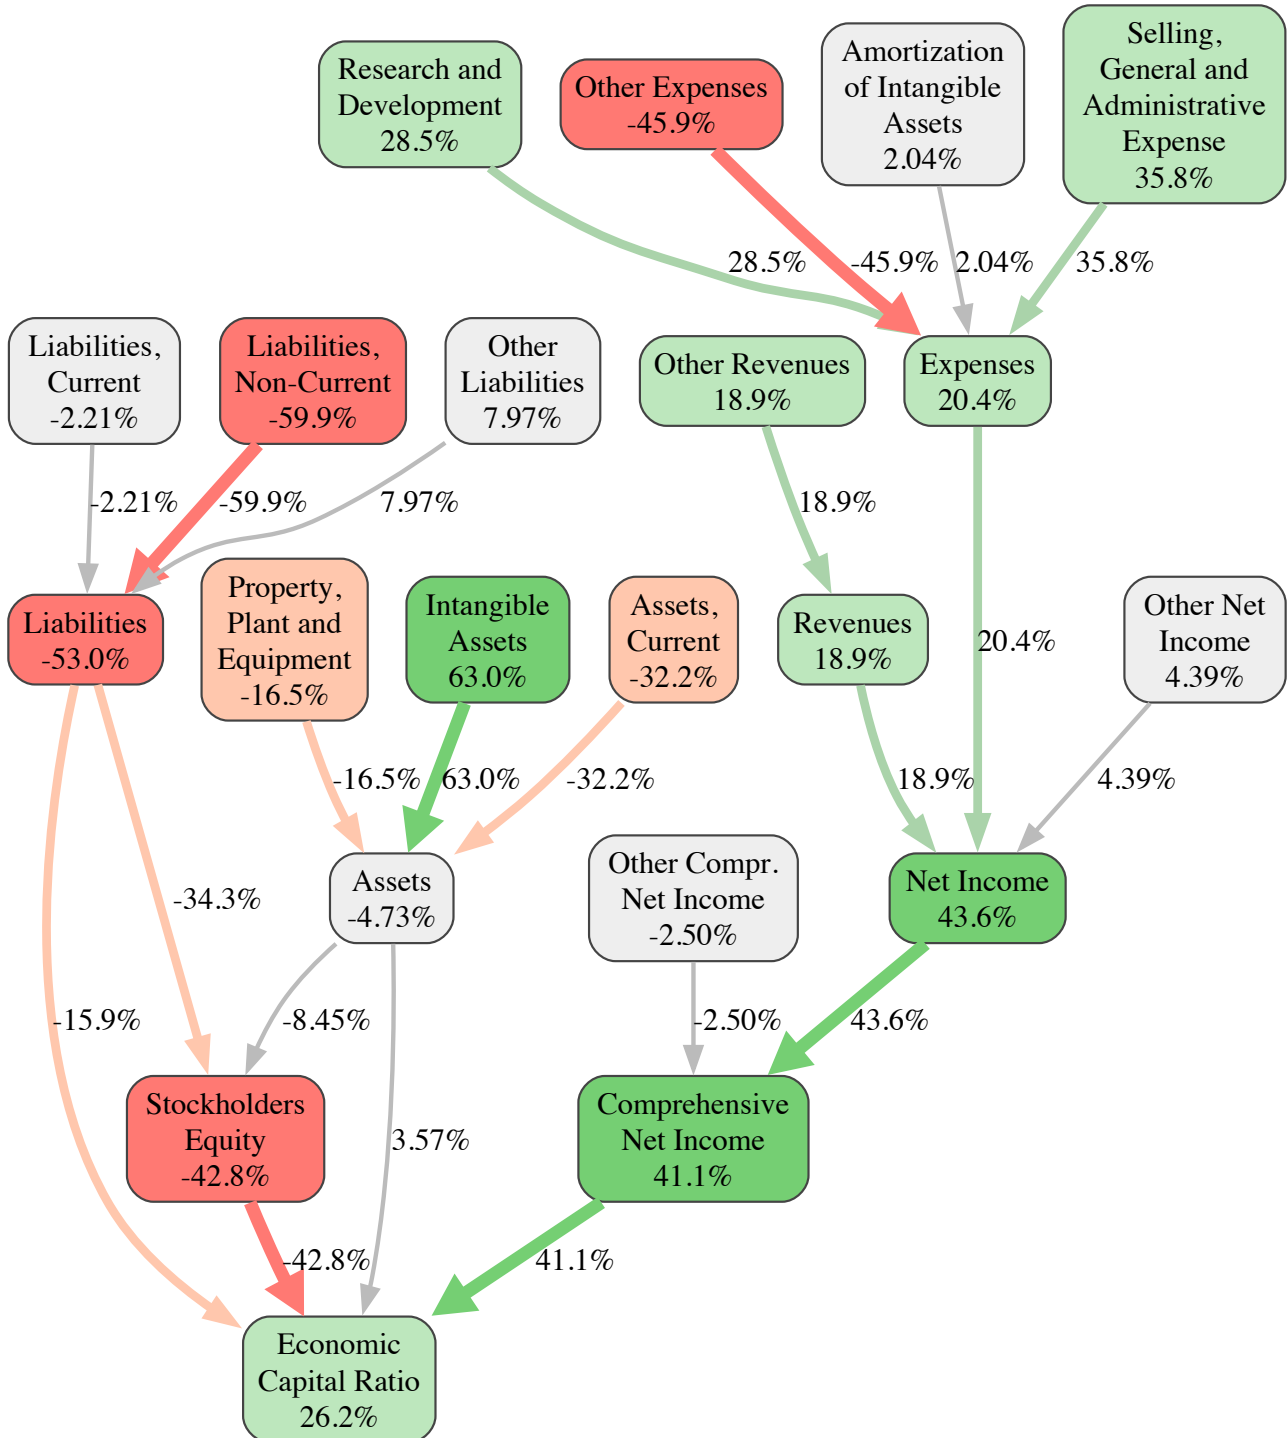 Research and
Development
28.5%
Other Expenses
-45.9%
Amortization
of Intangible
Assets
2.04%
Selling,
General and
Administrative
Expense
35.8%
28.5%
-45.9%
2.04%
35.8%
Liabilities,
Current
-2.21%
Liabilities,
Non-Current
-59.9%
Other
Liabilities
7.97%
Other Revenues
18.9%
Expenses
20.4%
-2.21%
-59.9%
7.97%
18.9%
Liabilities
-53.0%
Property,
Plant and
Equipment
-16.5%
Intangible
Assets
63.0%
Assets,
Current
-32.2%
Revenues
18.9%
20.4%
Other Net
Income
4.39%
-16.5%
63.0%
-32.2%
18.9%
4.39%
-34.3%
Assets
-4.73%
Other Compr.
Net Income
-2.50%
Net Income
43.6%
-15.9%
-8.45%
-2.50%
43.6%
Stockholders
Equity
-42.8%
3.57%
Comprehensive
Net Income
41.1%
-42.8%
41.1%
Economic
Capital Ratio
26.2%